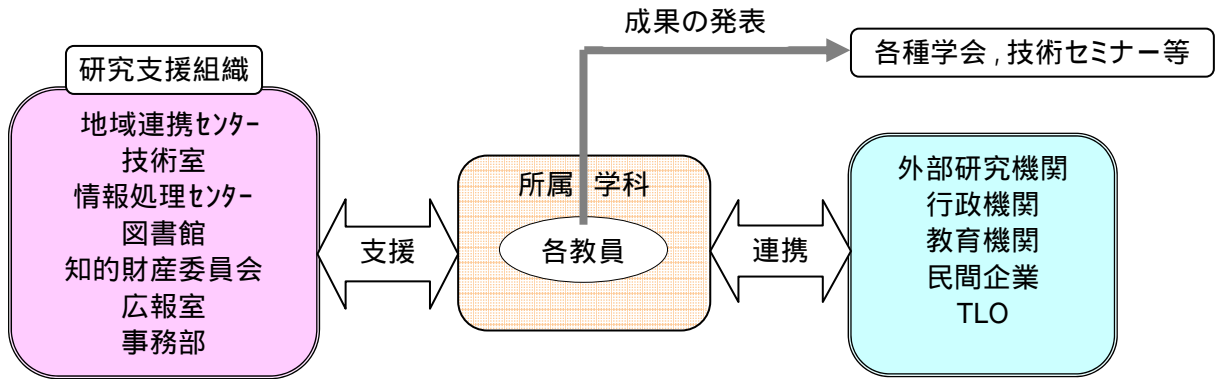 成果の発表
各種学会,技術セミナー等
研究支援組織
地域連携ｾﾝﾀｰ
技術室
情報処理ｾﾝﾀｰ
図書館
知的財産委員会
広報室
事務部
支援
所属 学科
各教員
連携
外部研究機関
行政機関
教育機関
民間企業
TLO